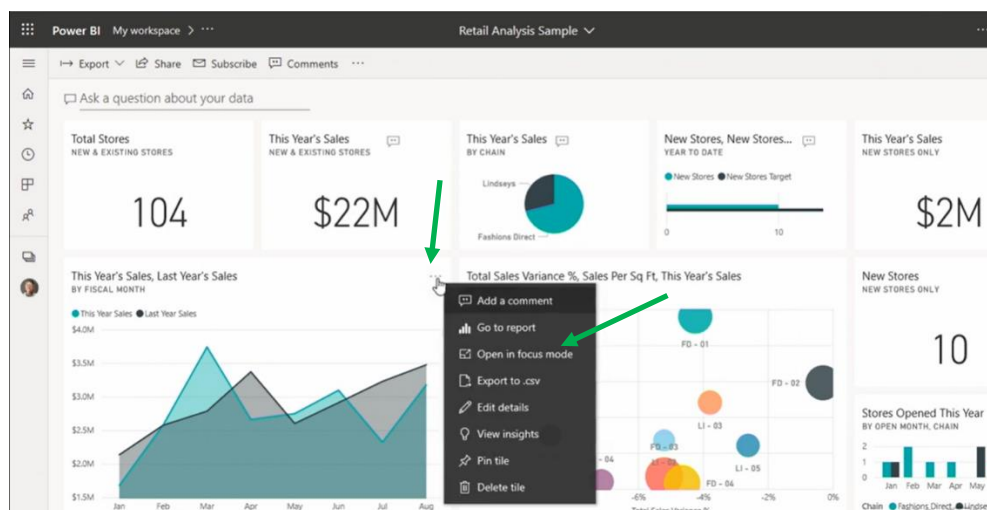 Power BI My workspace > ...
Retail Analysis Sample
Export Share Subscribe Comments ...
Ask a question about your data
Total Stores
NEW & EXISTING STORES
104
This Year's Sales
NEW & EXISTING STORES
$22M
This Year's Sales
BY CHAIN
Lindseys
Fashions Direct
New Stores, New Stores...
YEAR TO DATE
New Stores New Stores Target
0 10
This Year's Sales
NEW STORES ONLY
$2M
This Year's Sales, Last Year's Sales
BY FISCAL MONTH
This Year Sales Last Year Sales
$4.0M
$3.5M
$3.0M
$2.5M
$2.0M
$1.5M
Jan Feb Mar Apr May Jun Jul Aug
Add a comment
Go to report
Open in focus mode
Export to .csv
Edit details
View insights
Pin tile
Delete tile
Total Sales Variance %, Sales Per Sq Ft, This Year's Sales
FD - 01
FD - 02
LI - 03
FD - 03
- 04
LI - 05
FD - 04
-6% -4% -2% 0%
Total Sales Variance %
New Stores
NEW STORES ONLY
10
Stores Opened This Year
BY OPEN MONTH, CHAIN
2
1
0
Jan Feb Mar Apr May
Chain Fashions Direct Lindse